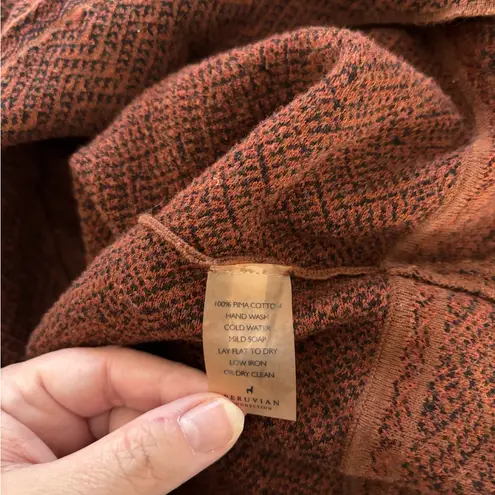 100% PIMA COTTON
HAND WASH
COLD WATER
MILD SOAP
LAY FLAT TO DRY
LOW IRON
OR DRY CLEAN
PERUVIAN
CONNECTION